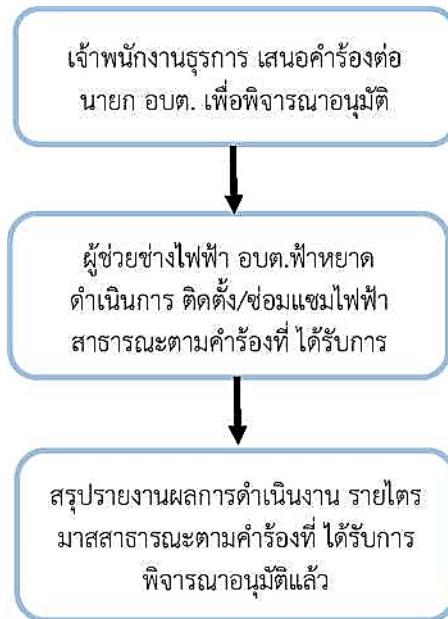 เจ้าพนักงานธุรการ เสนอคำร้องต่อ
นายก อบต. เพื่อพิจารณาอนุมัติ
ผู้ช่วยช่างไฟฟ้า อบต.ฟ้าหยาด
ดำเนินการ ติดตั้ง/ซ่อมแซมไฟฟ้า
สาธารณะตามคำร้องที่ ได้รับการ
สรุปรายงานผลการดำเนินงาน รายไตร
มาสสาธารณะตามคำร้องที่ ได้รับการ
พิจารณาอนุมัติแล้ว